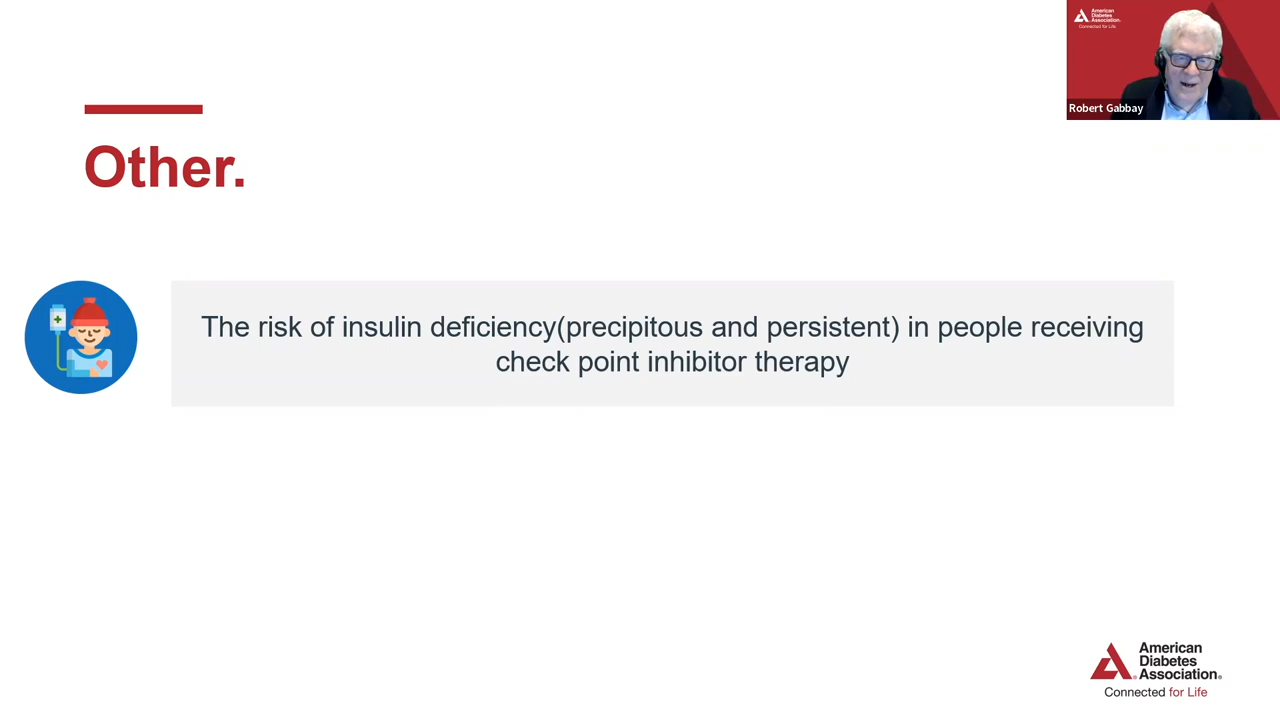 American
Diabetes
Association.
Connected for Life
Robert Gabbay
Other.
The risk of insulin deficiency(precipitous and persistent) in people receiving
check point inhibitor therapy
American
Diabetes
Association.
Connected for Life